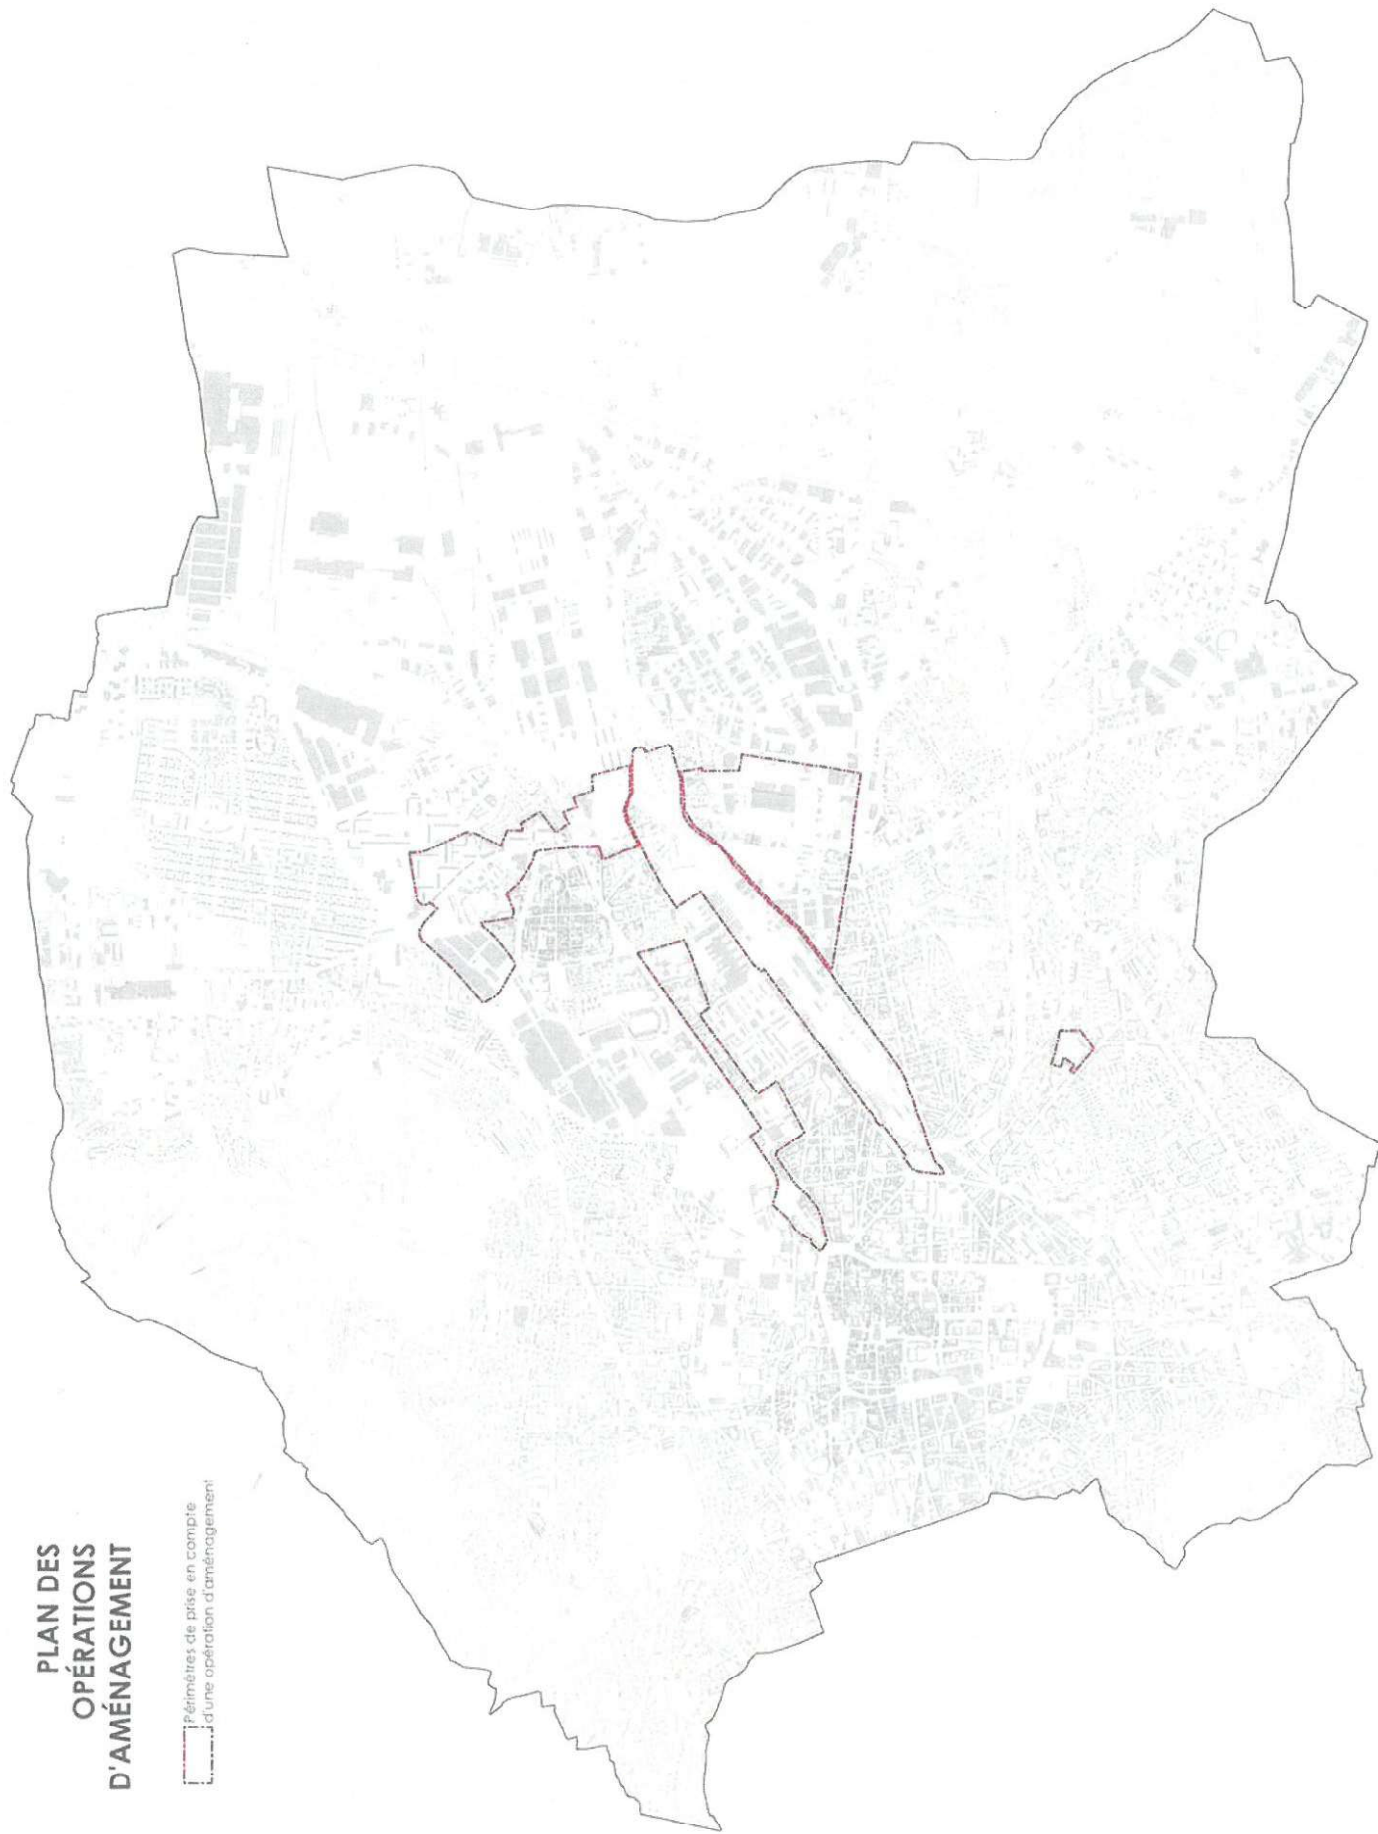 PLAN DES
OPÉRATIONS
D'AMÉNAGEMENT
Périmètres de prise en compte
d'une opération d'aménagement